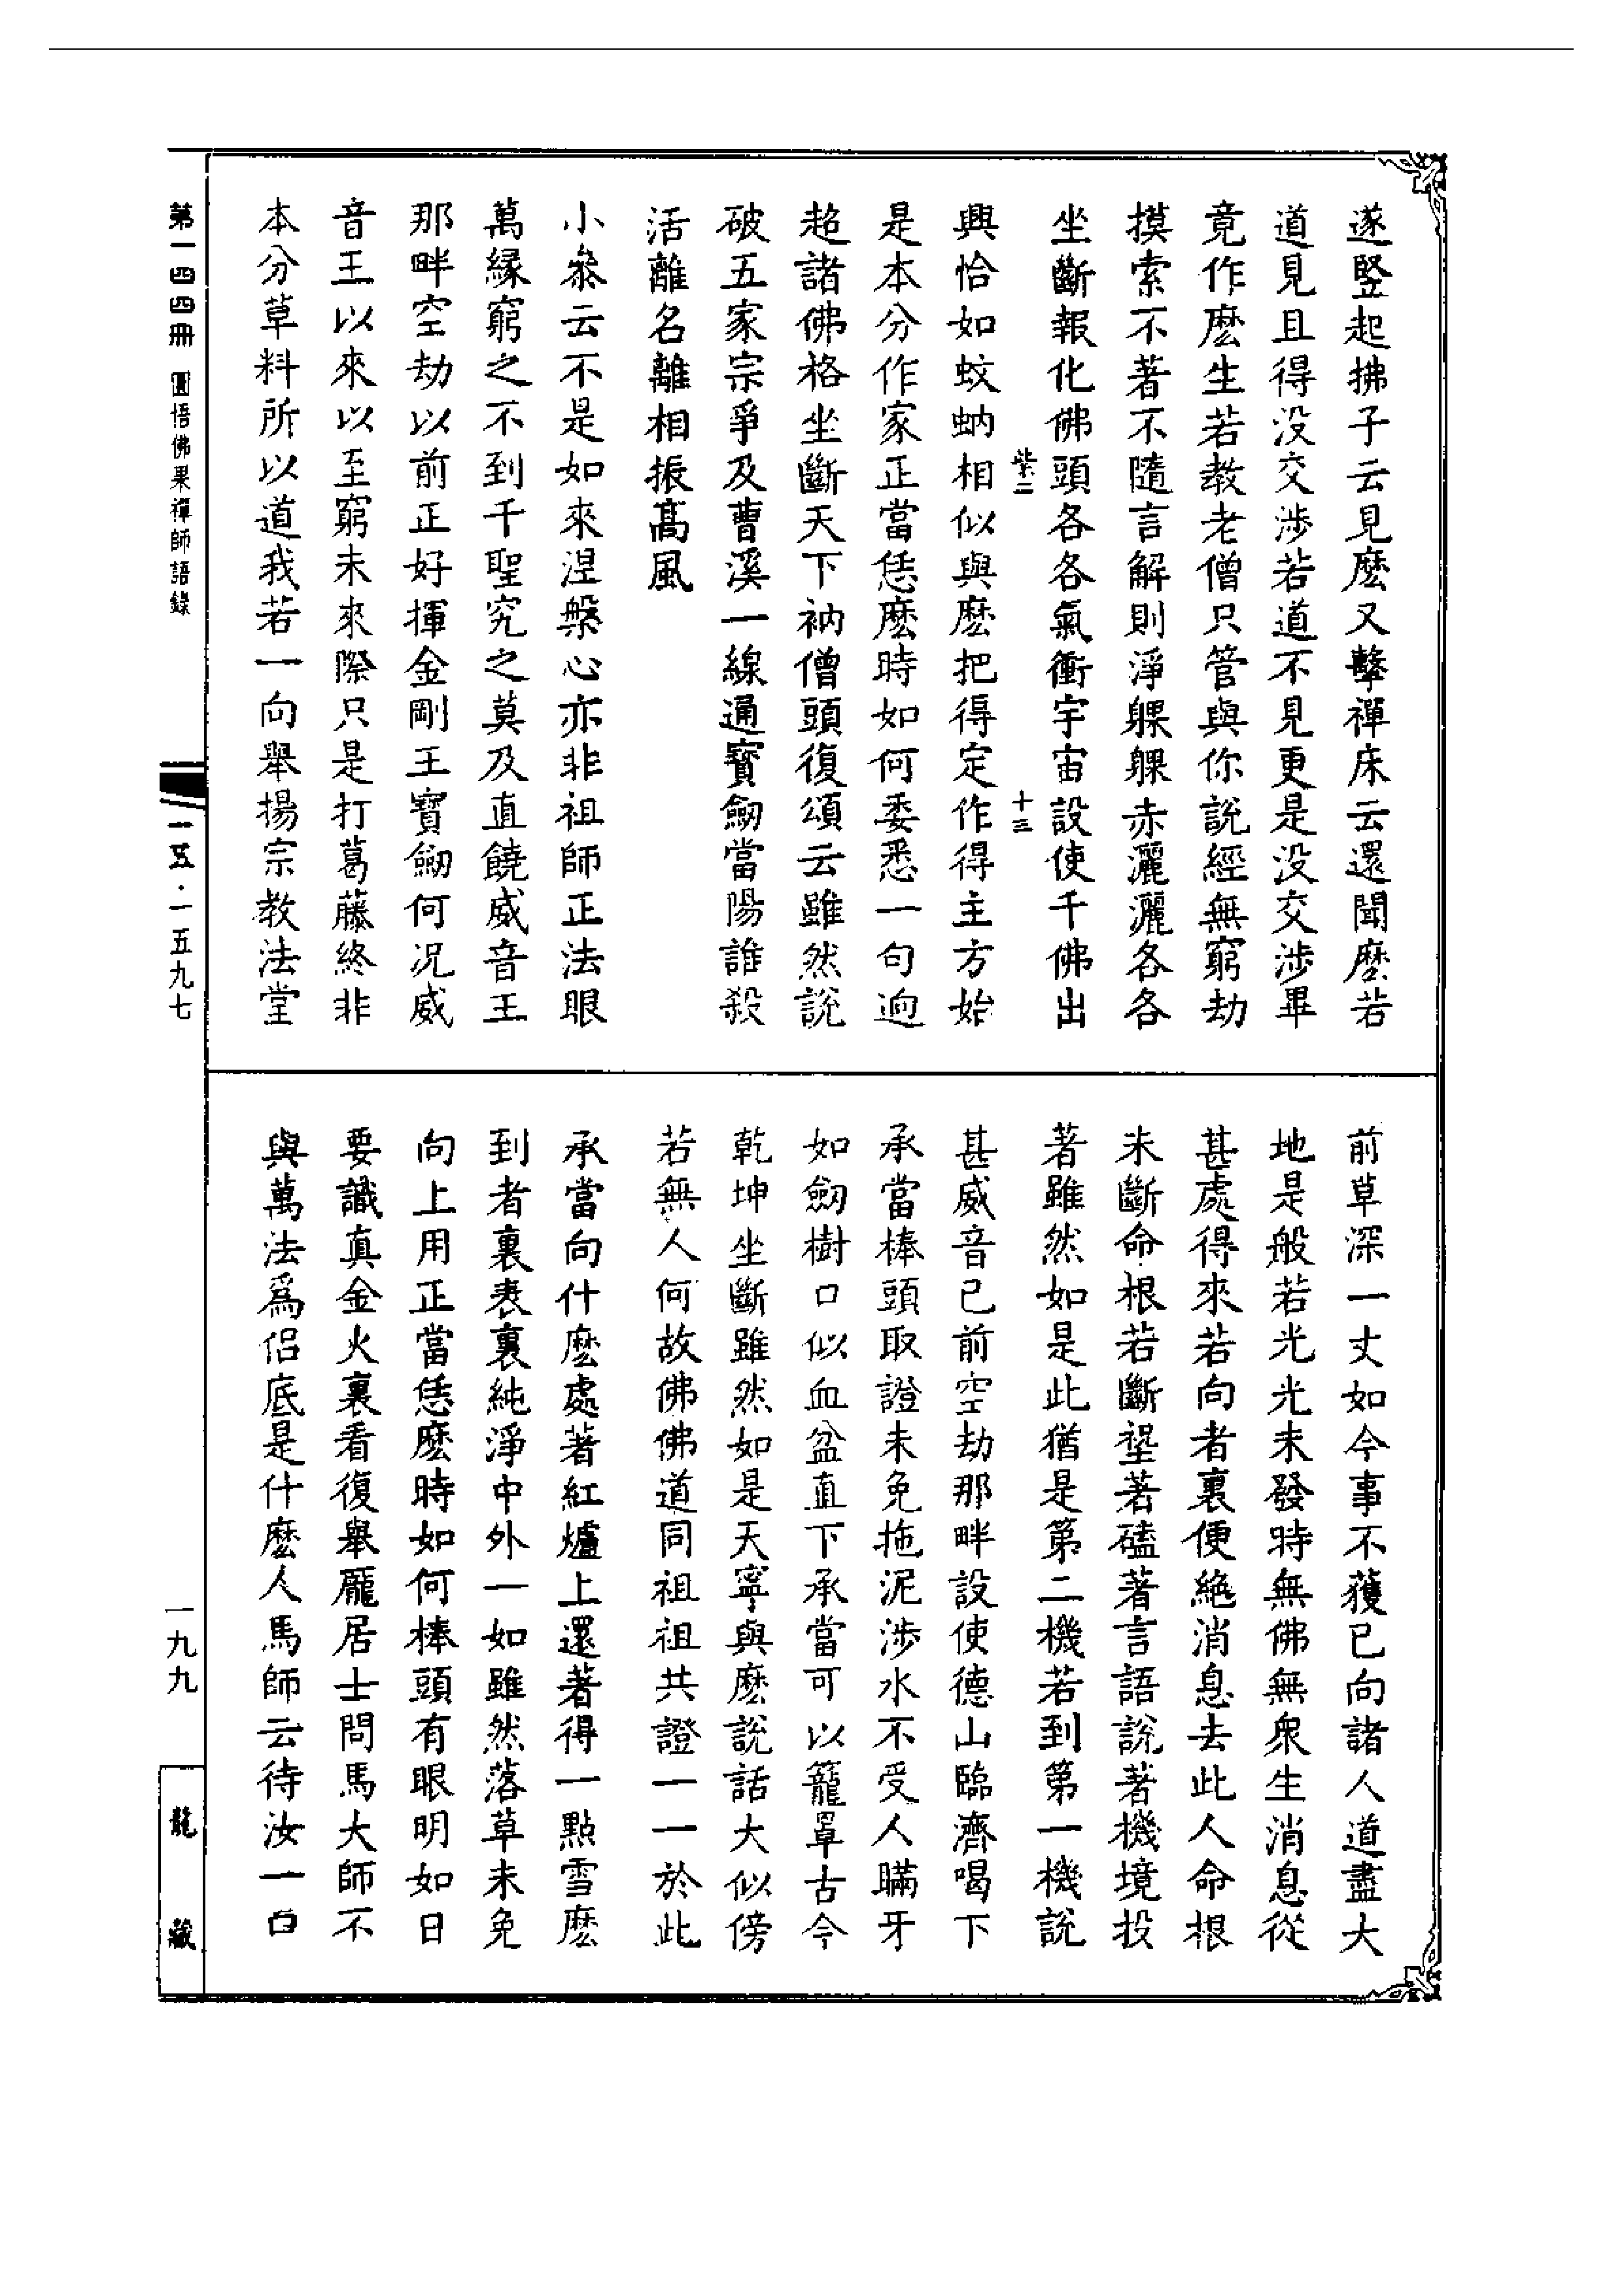 遂竪起拂子云見麽又擊禪床云還聞麽若
道見且得没交涉若道不見更是没交涉畢
竟作麽生若教老僧只管與你說經無窮劫
摸索不著不隨言解則淨躶躶赤灑灑各各
坐斷報化佛頭各各氣衝宇宙設使千佛出
紫二 十三
興恰如蚊蚋相似與麽把得定作得主方始
是本分作家正當恁麽時如何委悉一句逈
超諸佛格坐斷天下衲僧頭復頌云雖然說
破五家宗爭及曹溪一線通寳劒當陽誰殺
活離名離相振髙風
小叅云不是如來涅槃心亦非祖師正法眼
萬緣窮之不到千聖究之莫及直饒威音王
那畔空劫以前正好揮金剛王寶劒何况威
音王以來以至窮未來際只是打葛藤終非
本分草料所以道我若一向舉揚宗教法堂
前草深一丈如今事不獲已向諸人道盡大
地是般若光光未發時無佛無衆生消息從
甚處得來若向者裏便絶消息去此人命根
未斷命根若斷堽著磕著言語說著機境投
著雖然如是此猶是第二機若到第一機說
甚威音已前空劫那畔設使德山臨濟喝下
承當棒頭取證未免拖泥涉水不受人瞞牙
如劒樹口似血盆直下承當可以籠罩古今
乾坤坐斷雖然如是天寧與麽說話大似傍
若無人何故佛佛道同祖祖共證一一於此
承當向什麽處著紅爐上還著得一點雪麽
到者裏表裏純淨中外一如雖然落草未免
向上用正當恁麽時如何棒頭有眼明如日
要識真金火裏看復舉龎居士問馬大師不
與萬法爲侣底是什麽人馬師云待汝一口
第一四四冊 圓悟佛果禪師語錄
一五·一五九七
一九九
龍藏